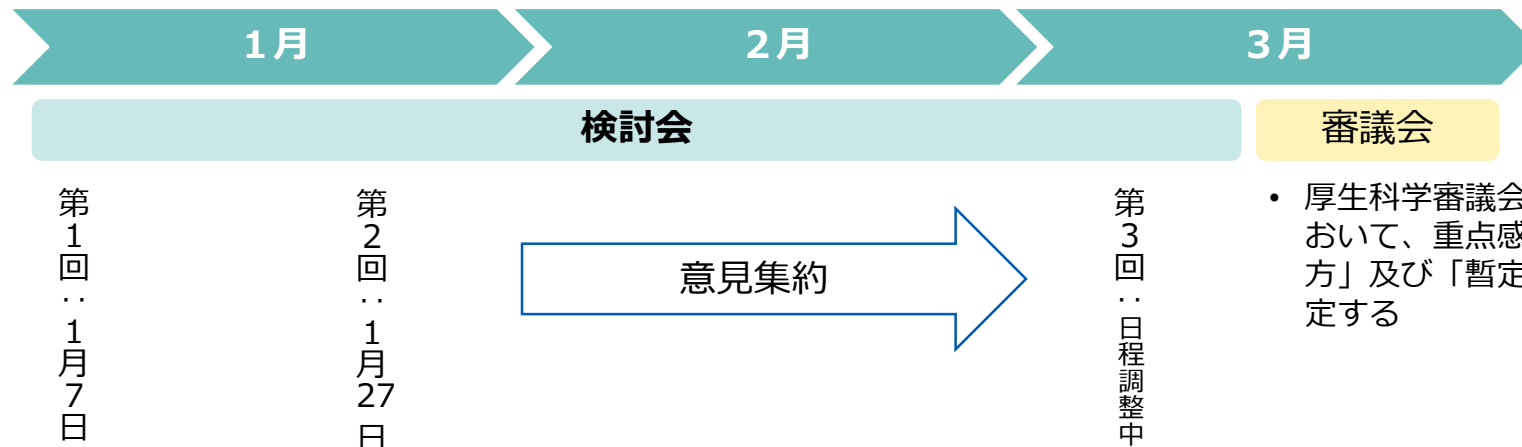 1月
2月
3月
検討会
審議会
第1回：1月7日
第2回：1月27日
意見集約
第3回：日程調整中
• 厚生科学審議会
おいて、重点感
方」及び「暫定
定する